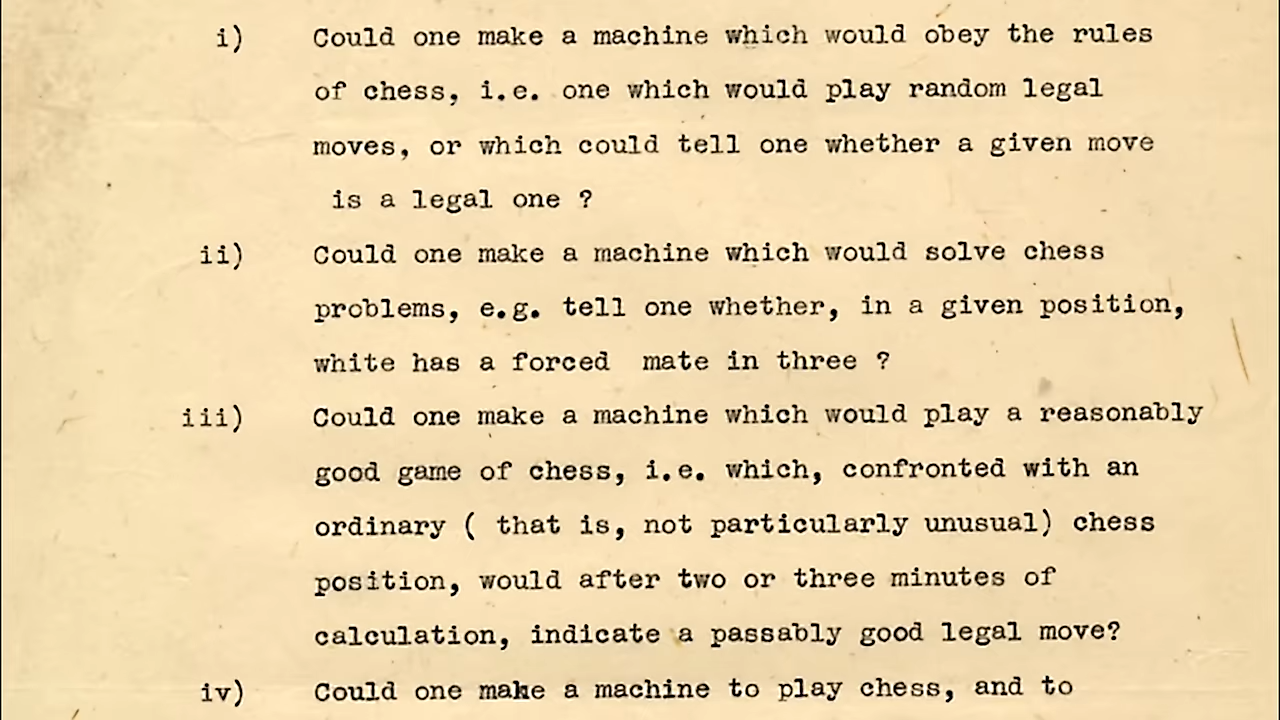 i) Could one make a machine which would obey the rules
of chess, i.e. one which would play random legal
moves, or which could tell one whether a given move
is a legal one ?
ii) Could one make a machine which would solve chess
problems, e.g. tell one whether, in a given position,
white has a forced mate in three ?
iii) Could one make a machine which would play a reasonably
good game of chess, i.e. which, confronted with an
ordinary ( that is, not particularly unusual) chess
position, would after two or three minutes of
calculation, indicate a passably good legal move?
iv) Could one make a machine to play chess, and to